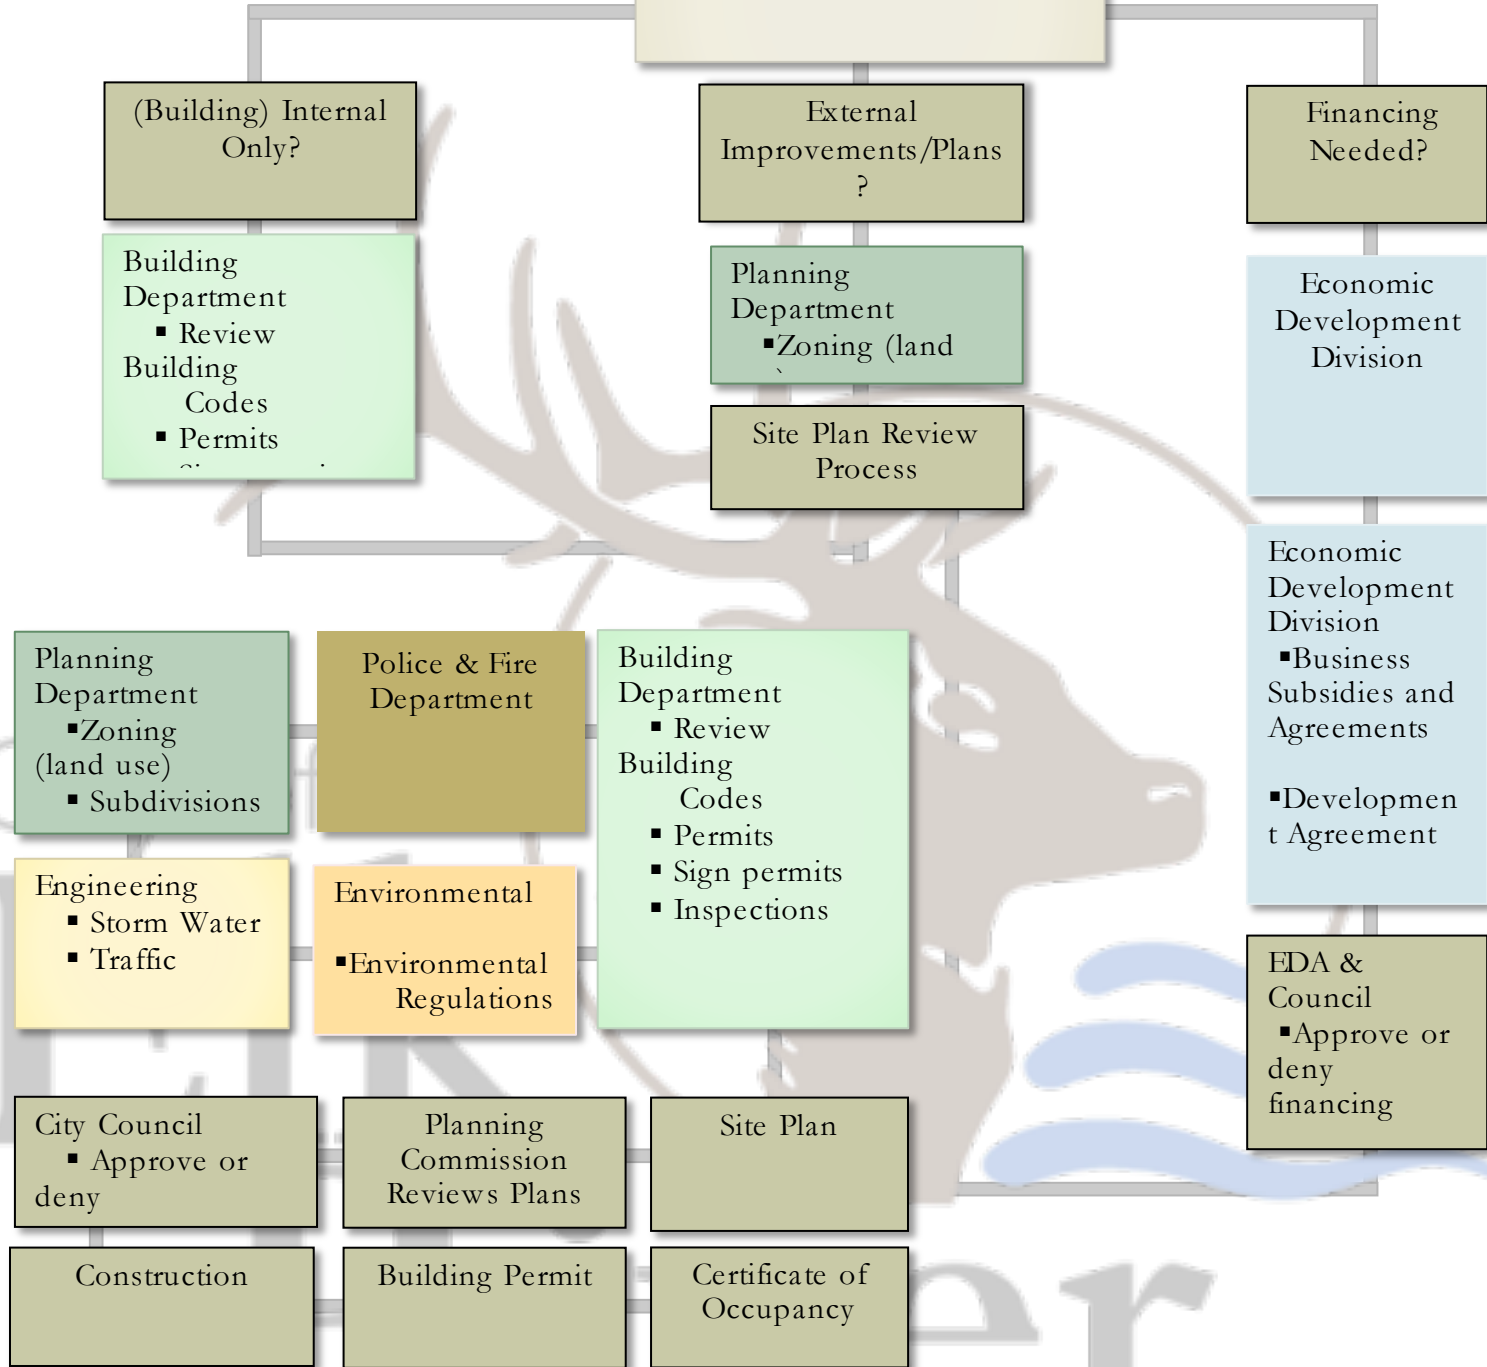 (Building) Internal
Only?
External
Improvements/Plans
?
Financing
Needed?
Building
Department
▪ Review
Building
Codes
▪ Permits
Planning
Department
▪Zoning (land
Site Plan Review
Process
Economic
Development
Division
Economic
Development
Division
▪Business
Subsidies and
Agreements
▪Developmen
t Agreement
Planning
Department
▪Zoning
(land use)
▪ Subdivisions
Police & Fire
Department
Building
Department
▪ Review
Building
Codes
▪ Permits
▪ Sign permits
▪ Inspections
Engineering
▪ Storm Water
▪ Traffic
Environmental
▪Environmental
Regulations
EDA &
Council
▪Approve or
deny
financing
City Council
▪ Approve or
deny
Planning
Commission
Reviews Plans
Site Plan
Construction
Building Permit
Certificate of
Occupancy